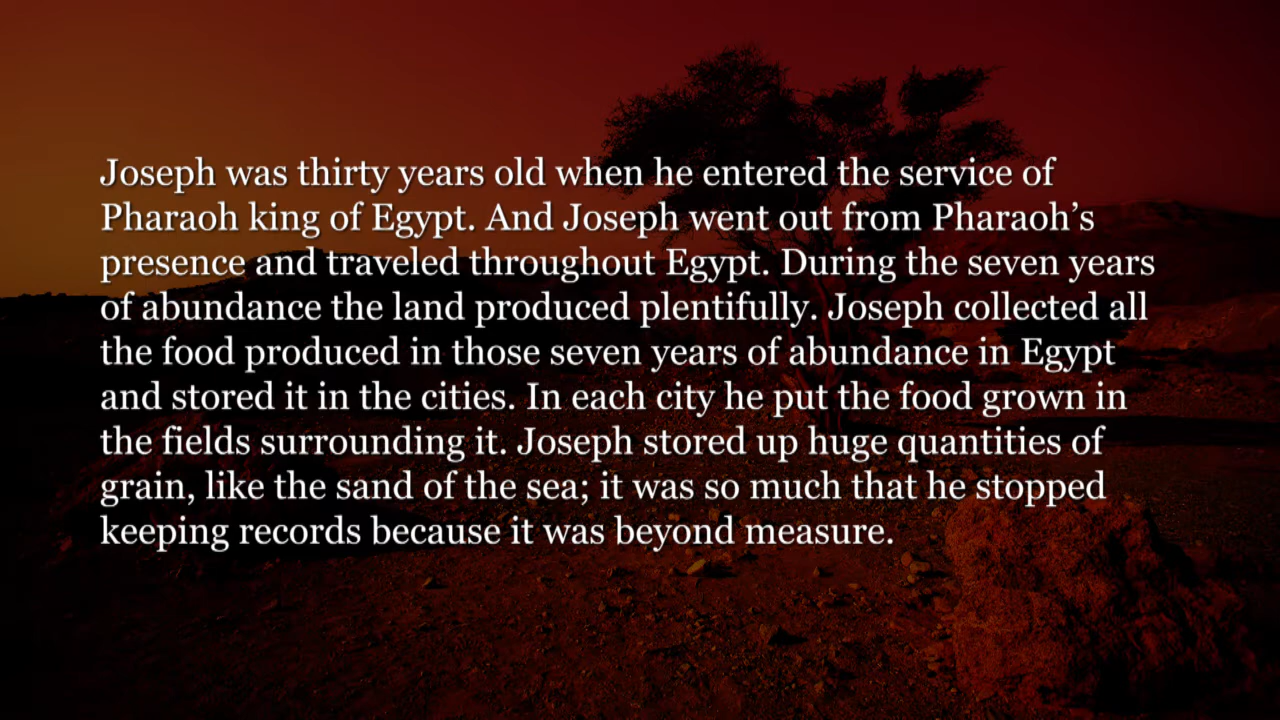 Joseph was thirty years old when he entered the service of
Pharaoh king of Egypt. And Joseph went out from Pharaoh’s
presence and traveled throughout Egypt. During the seven years
of abundance the land produced plentifully. Joseph collected all
the food produced in those seven years of abundance in Egypt
and stored it in the cities. In each city he put the food grown in
the fields surrounding it. Joseph stored up huge quantities of
grain, like the sand of the sea; it was so much that he stopped
keeping records because it was beyond measure.